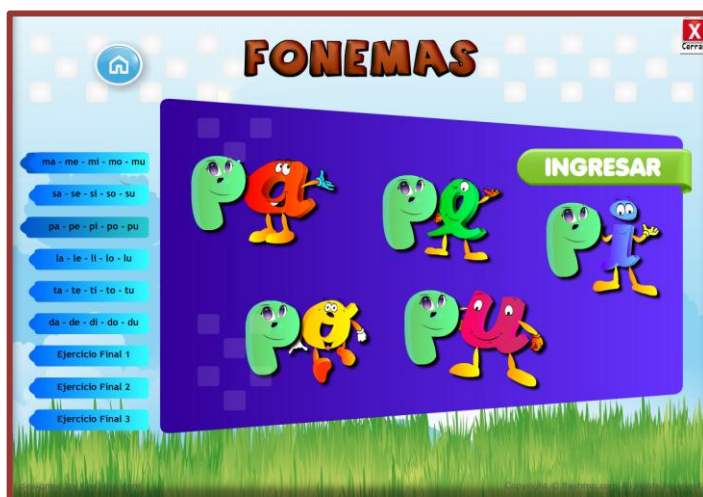 FONEMAS
X
Cerrar
INGRESAR
ma - me - mi - mo - mu
sa - se - si - so - su
pa - pe - pi - po - pu
la - le - li - lo - lu
ta - te - ti - to - tu
da - de - di - do - du
Ejercicio Final 1
Ejercicio Final 2
Ejercicio Final 3
Pa
Pe
Pi
Po
Pu